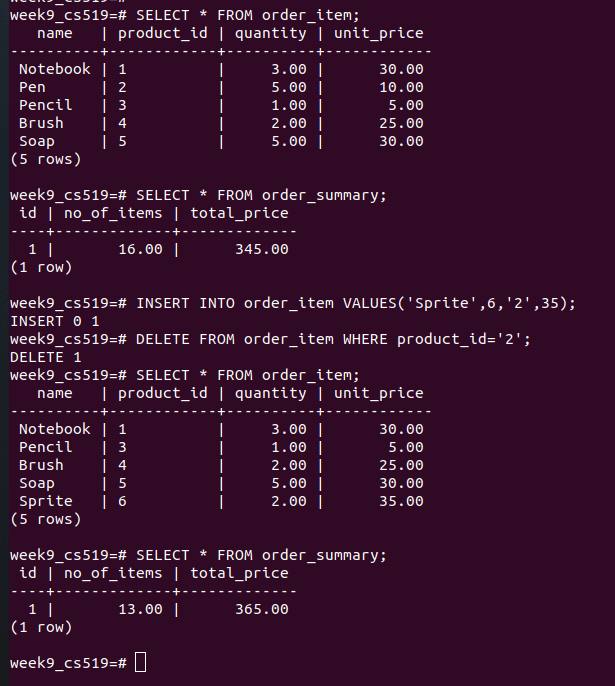 week9_cs519=# SELECT * FROM order_item;
   name   | product_id | quantity | unit_price
----------+------------+----------+------------
 Notebook | 1          |     3.00 |      30.00
 Pen      | 2          |     5.00 |      10.00
 Pencil   | 3          |     1.00 |       5.00
 Brush    | 4          |     2.00 |      25.00
 Soap     | 5          |     5.00 |      30.00
(5 rows)

week9_cs519=# SELECT * FROM order_summary;
 id | no_of_items | total_price
----+-------------+-------------
  1 |       16.00 |      345.00
(1 row)

week9_cs519=# INSERT INTO order_item VALUES('Sprite',6,'2',35);
INSERT 0 1
week9_cs519=# DELETE FROM order_item WHERE product_id='2';
DELETE 1
week9_cs519=# SELECT * FROM order_item;
   name   | product_id | quantity | unit_price
----------+------------+----------+------------
 Notebook | 1          |     3.00 |      30.00
 Pencil   | 3          |     1.00 |       5.00
 Brush    | 4          |     2.00 |      25.00
 Soap     | 5          |     5.00 |      30.00
 Sprite   | 6          |     2.00 |      35.00
(5 rows)

week9_cs519=# SELECT * FROM order_summary;
 id | no_of_items | total_price
----+-------------+-------------
  1 |       13.00 |      365.00
(1 row)

week9_cs519=#